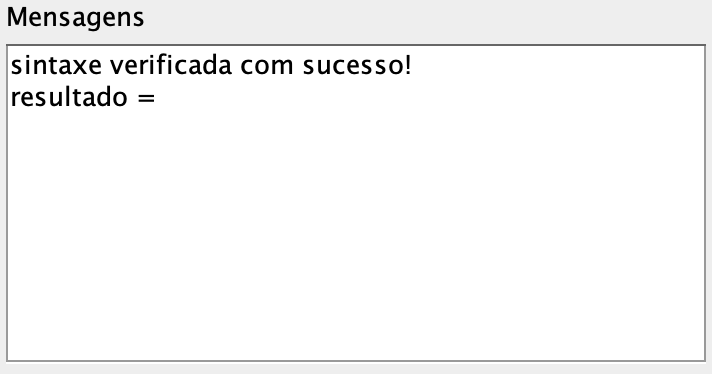 Mensagens
sintaxe verificada com sucesso!
resultado =